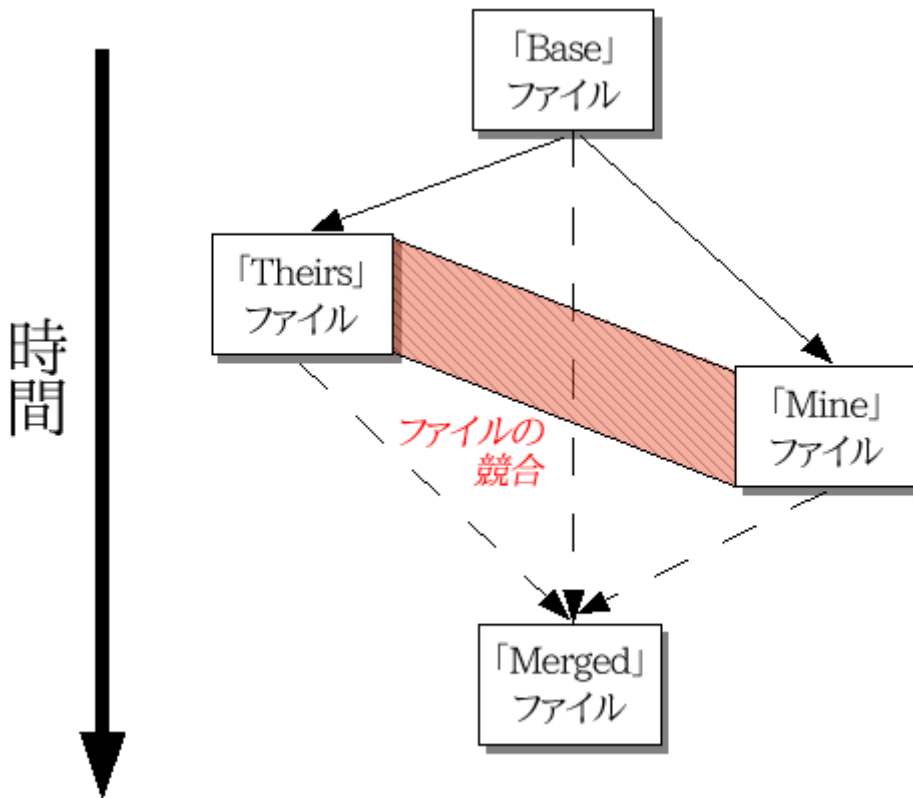 「Base」
ファイル
「Theirs」
ファイル
時間
「Mine」
ファイル
ファイルの
競合
「Merged」
ファイル